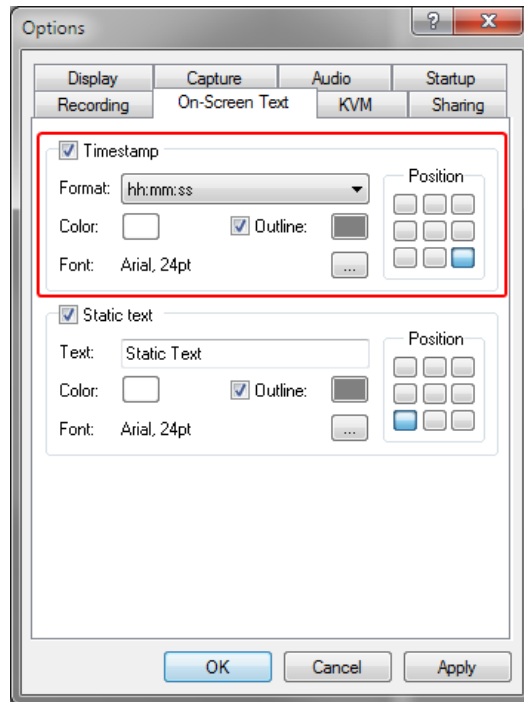 Options
Display Capture Audio Startup
Recording On-Screen Text KVM Sharing
Timestamp
Position
Format: hh:mm:ss
Color: Outline:
Font: Arial, 24pt ...
Static text
Position
Text: Static Text
Color: Outline:
Font: Arial, 24pt ...
OK Cancel Apply